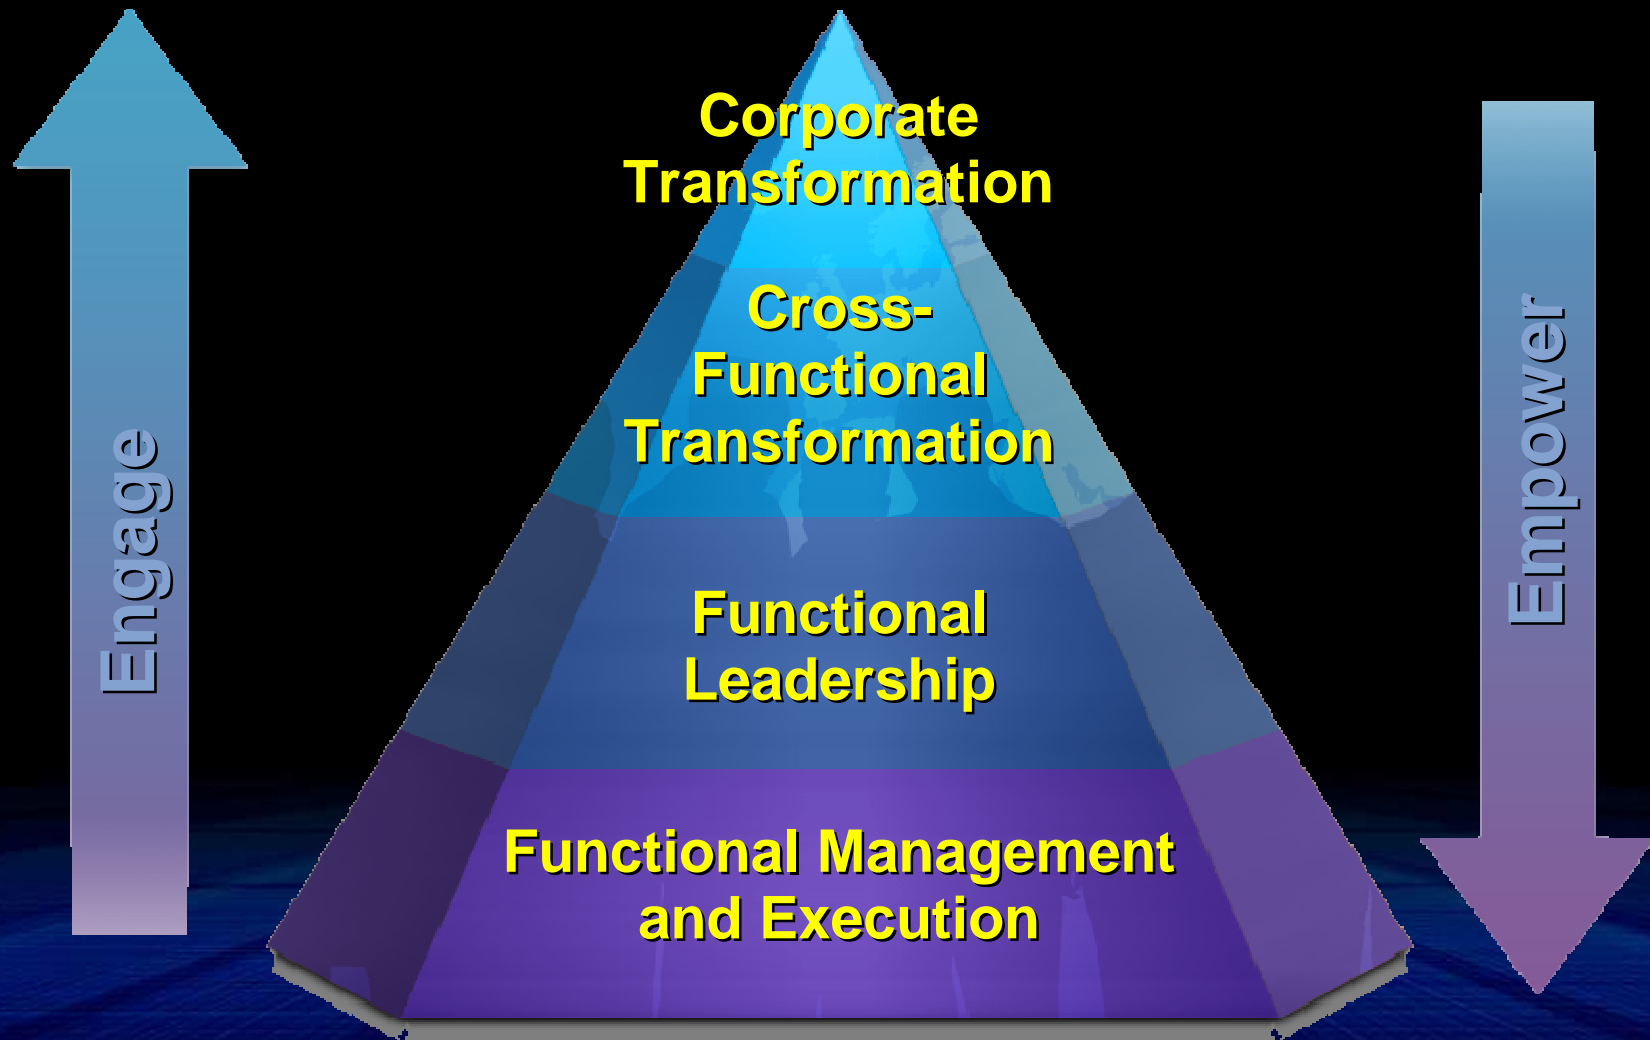 Corporate
Transformation
Cross-
Functional
Transformation
Functional
Leadership
Functional Management
and Execution
Engage
Empower